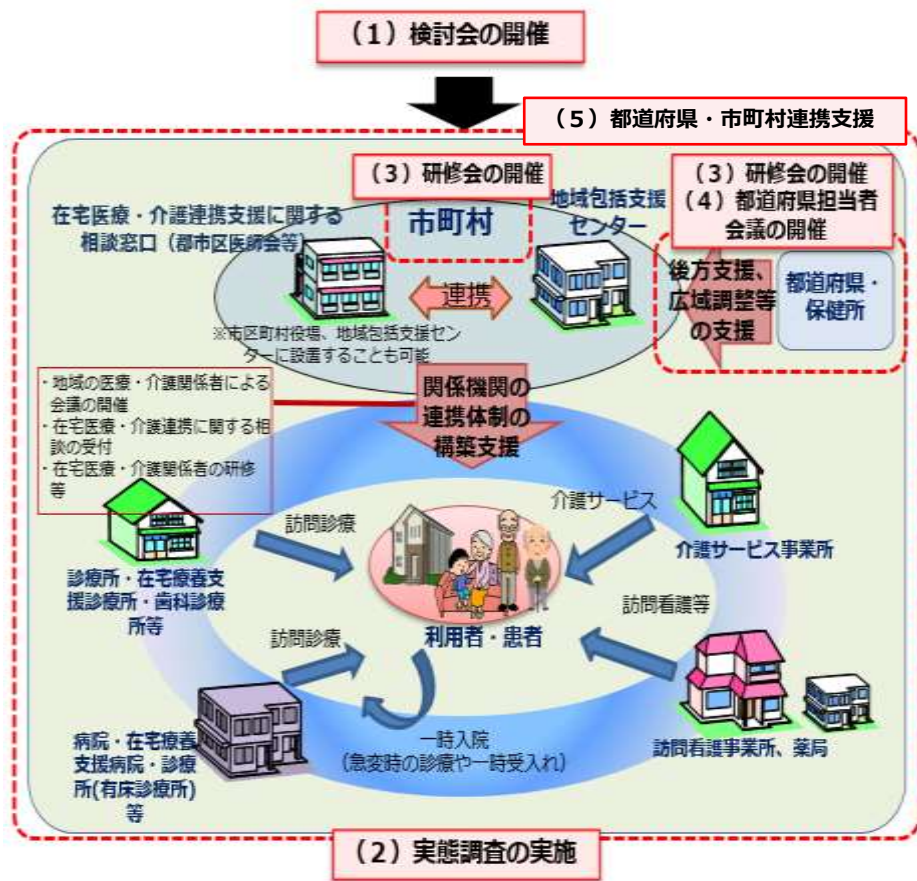 （１）検討会の開催
（５）都道府県・市町村連携支援
（３）研修会の開催
（３）研修会の開催
（４）都道府県担当者
会議の開催
在宅医療・介護連携支援に関する
相談窓口（郡市区医師会等）
市町村
地域包括支援
センター
連携
後方支援、
広域調整等
の支援
都道府県・
保健所
※市区町村役場、地域包括支援セン
ターに設置することも可能
・地域の医療・介護関係者による
会議の開催
・在宅医療・介護連携に関する相
談の受付
・在宅医療・介護関係者の研修
等
関係機関の
連携体制の
構築支援
訪問診療
介護サービス
介護サービス事業所
診療所・在宅療養支
援診療所・歯科診療
所等
利用者・患者
訪問看護等
訪問診療
訪問看護事業所、薬局
一時入院
（急変時の診療や一時受入れ）
病院・在宅療養
支援病院・診療
所(有床診療所)
等
（２）実態調査の実施